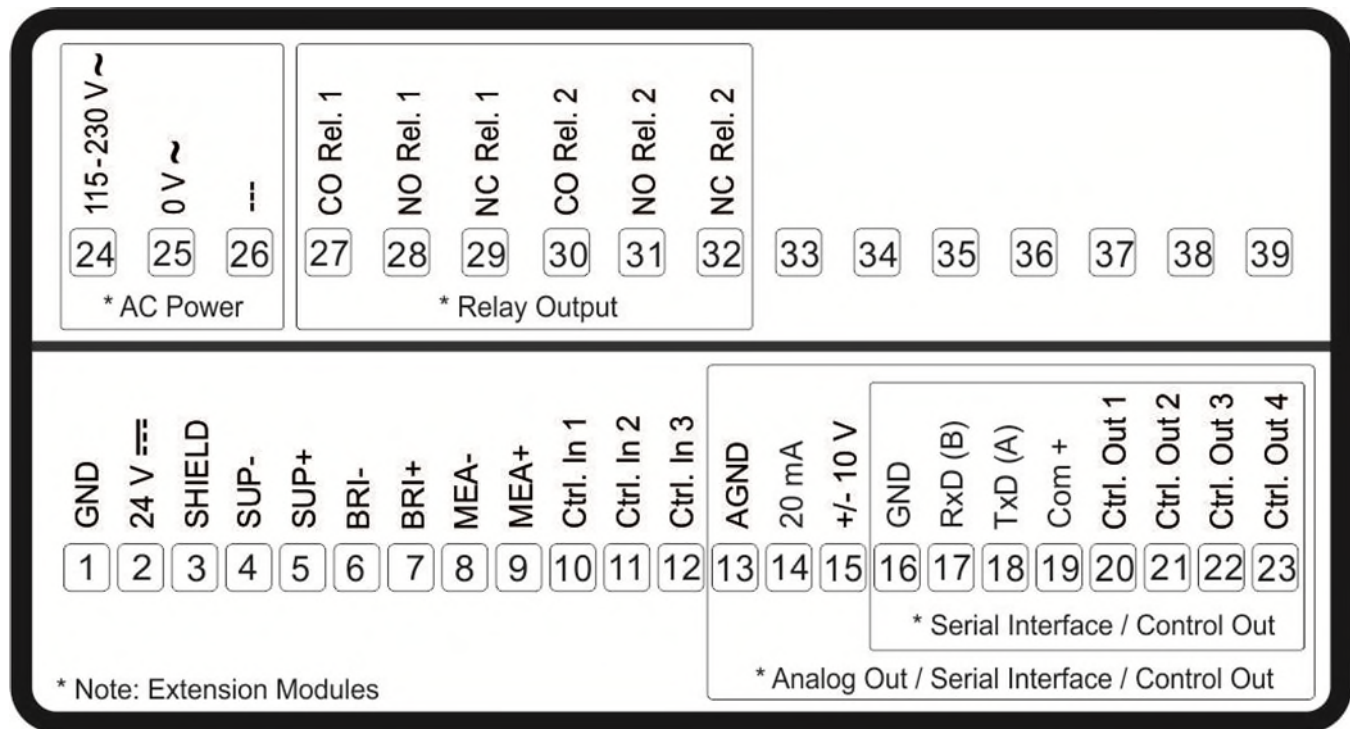 115-230 V~
0 V ~
---
CO Rel. 1
NO Rel. 1
NC Rel. 1
CO Rel. 2
NO Rel. 2
NC Rel. 2
24 25 26 27 28 29 30 31 32 33 34 35 36 37 38 39
* AC Power
* Relay Output
GND
24 V ⎓
SHIELD
SUP-
SUP+
BRI-
BRI+
MEA-
MEA+
Ctrl. In 1
Ctrl. In 2
Ctrl. In 3
AGND
20 mA
+/- 10 V
GND
RxD (B)
TxD (A)
Com +
Ctrl. Out 1
Ctrl. Out 2
Ctrl. Out 3
Ctrl. Out 4
1 2 3 4 5 6 7 8 9 10 11 12 13 14 15 16 17 18 19 20 21 22 23
* Serial Interface / Control Out
* Analog Out / Serial Interface / Control Out
* Note: Extension Modules